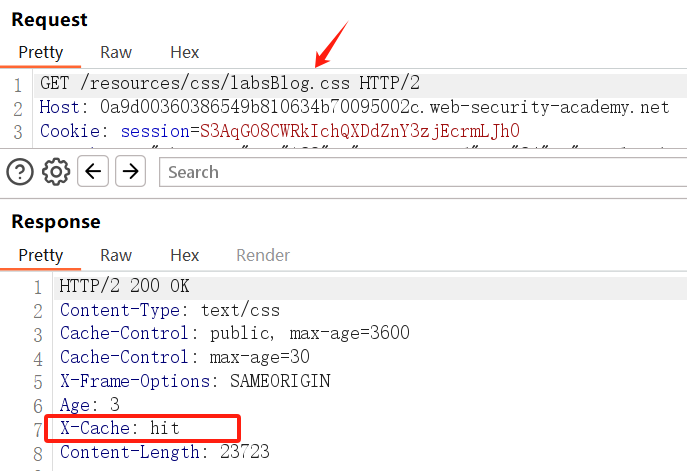 Request
Pretty Raw Hex
1 GET /resources/css/labsBlog.css HTTP/2
2 Host: 0a9d00360386549b810634b70095002c.web-security-academy.net
3 Cookie: session=S3AqG08CWRkIchQXDdZnY3zjEcrmLJh0
Search
Response
Pretty Raw Hex Render
1 HTTP/2 200 OK
2 Content-Type: text/css
3 Cache-Control: public, max-age=3600
4 Cache-Control: max-age=30
5 X-Frame-Options: SAMEORIGIN
6 Age: 3
7 X-Cache: hit
8 Content-Length: 23723